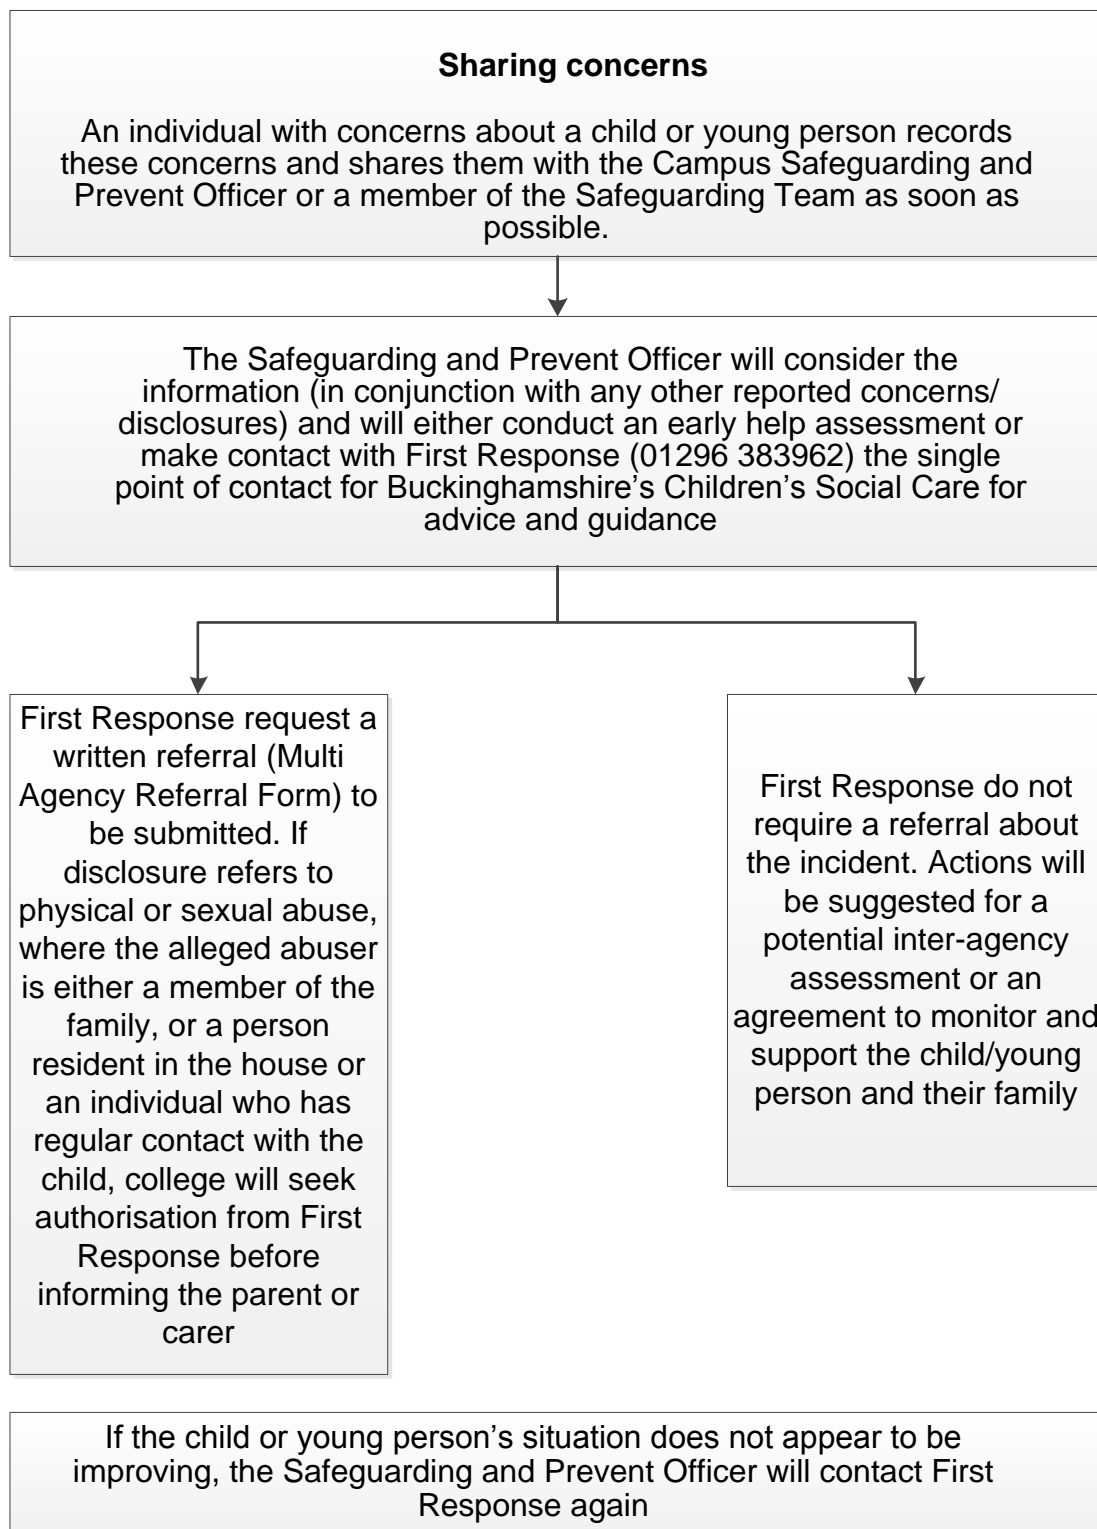 Sharing concerns
An individual with concerns about a child or young person records
these concerns and shares them with the Campus Safeguarding and
Prevent Officer or a member of the Safeguarding Team as soon as
possible.
The Safeguarding and Prevent Officer will consider the
information (in conjunction with any other reported concerns/
disclosures) and will either conduct an early help assessment or
make contact with First Response (01296 383962) the single
point of contact for Buckinghamshire’s Children’s Social Care for
advice and guidance
First Response request a
written referral (Multi
Agency Referral Form) to
be submitted. If
disclosure refers to
physical or sexual abuse,
where the alleged abuser
is either a member of the
family, or a person
resident in the house or
an individual who has
regular contact with the
child, college will seek
authorisation from First
Response before
informing the parent or
carer
First Response do not
require a referral about
the incident. Actions will
be suggested for a
potential inter-agency
assessment or an
agreement to monitor and
support the child/young
person and their family
If the child or young person’s situation does not appear to be
improving, the Safeguarding and Prevent Officer will contact First
Response again